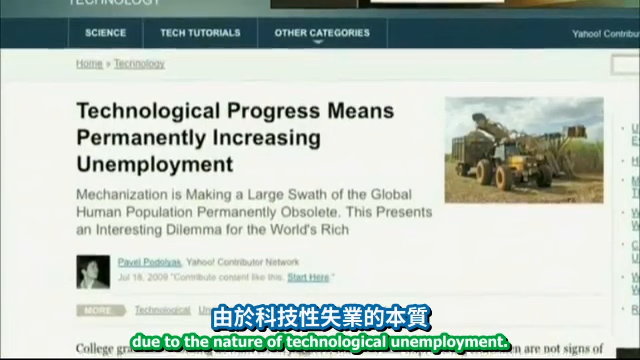 TECHNOLOGY
SCIENCE TECH TUTORIALS OTHER CATEGORIES
Yahoo! Contribut
Home » Technology
Technological Progress Means
Permanently Increasing
Unemployment
Mechanization is Making a Large Swath of the Global
Human Population Permanently Obsolete. This Presents
an Interesting Dilemma for the World's Rich
Pavel Podolyak, Yahoo! Contributor Network
Jul 16, 2009 "Contribute content like this. Start Here."
MORE Technological
由於科技性失業的本質
due to the nature of technological unemployment.
College
are not signs of